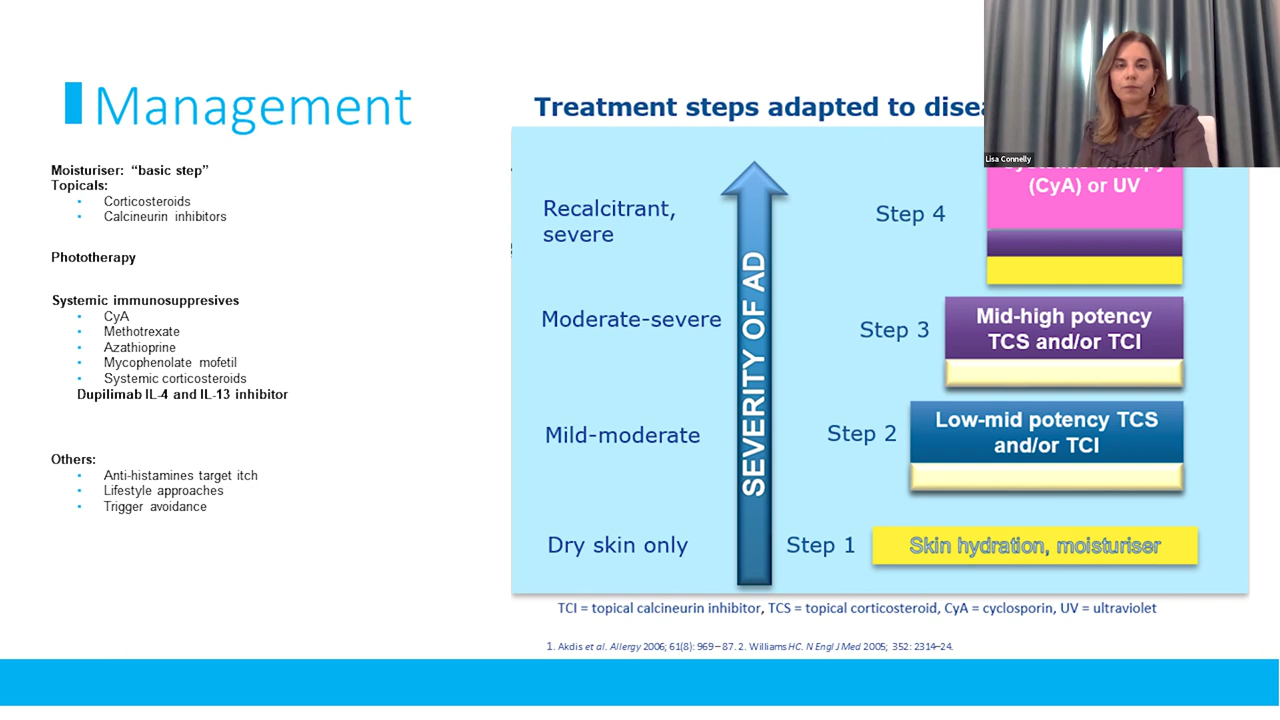 Management
Moisturiser: “basic step”
Topicals:
• Corticosteroids
• Calcineurin inhibitors
Phototherapy
Systemic immunosuppresives
• CyA
• Methotrexate
• Azathioprine
• Mycophenolate mofetil
• Systemic corticosteroids
Dupilimab IL-4 and IL-13 inhibitor
Others:
• Anti-histamines target itch
• Lifestyle approaches
• Trigger avoidance
Treatment steps adapted to
Lisa Connelly
SEVERITY OF AD
Recalcitrant,
severe
Step 4
(CyA) or UV
Moderate-severe
Step 3
Mid-high potency
TCS and/or TCI
Mild-moderate
Step 2
Low-mid potency TCS
and/or TCI
Dry skin only
Step 1
Skin hydration, moisturiser
TCI = topical calcineurin inhibitor, TCS = topical corticosteroid, CyA = cyclosporin, UV = ultraviolet
1. Akdis et al. Allergy 2006; 61(8): 969–87. 2. Williams HC. N Engl J Med 2005; 352: 2314–24.